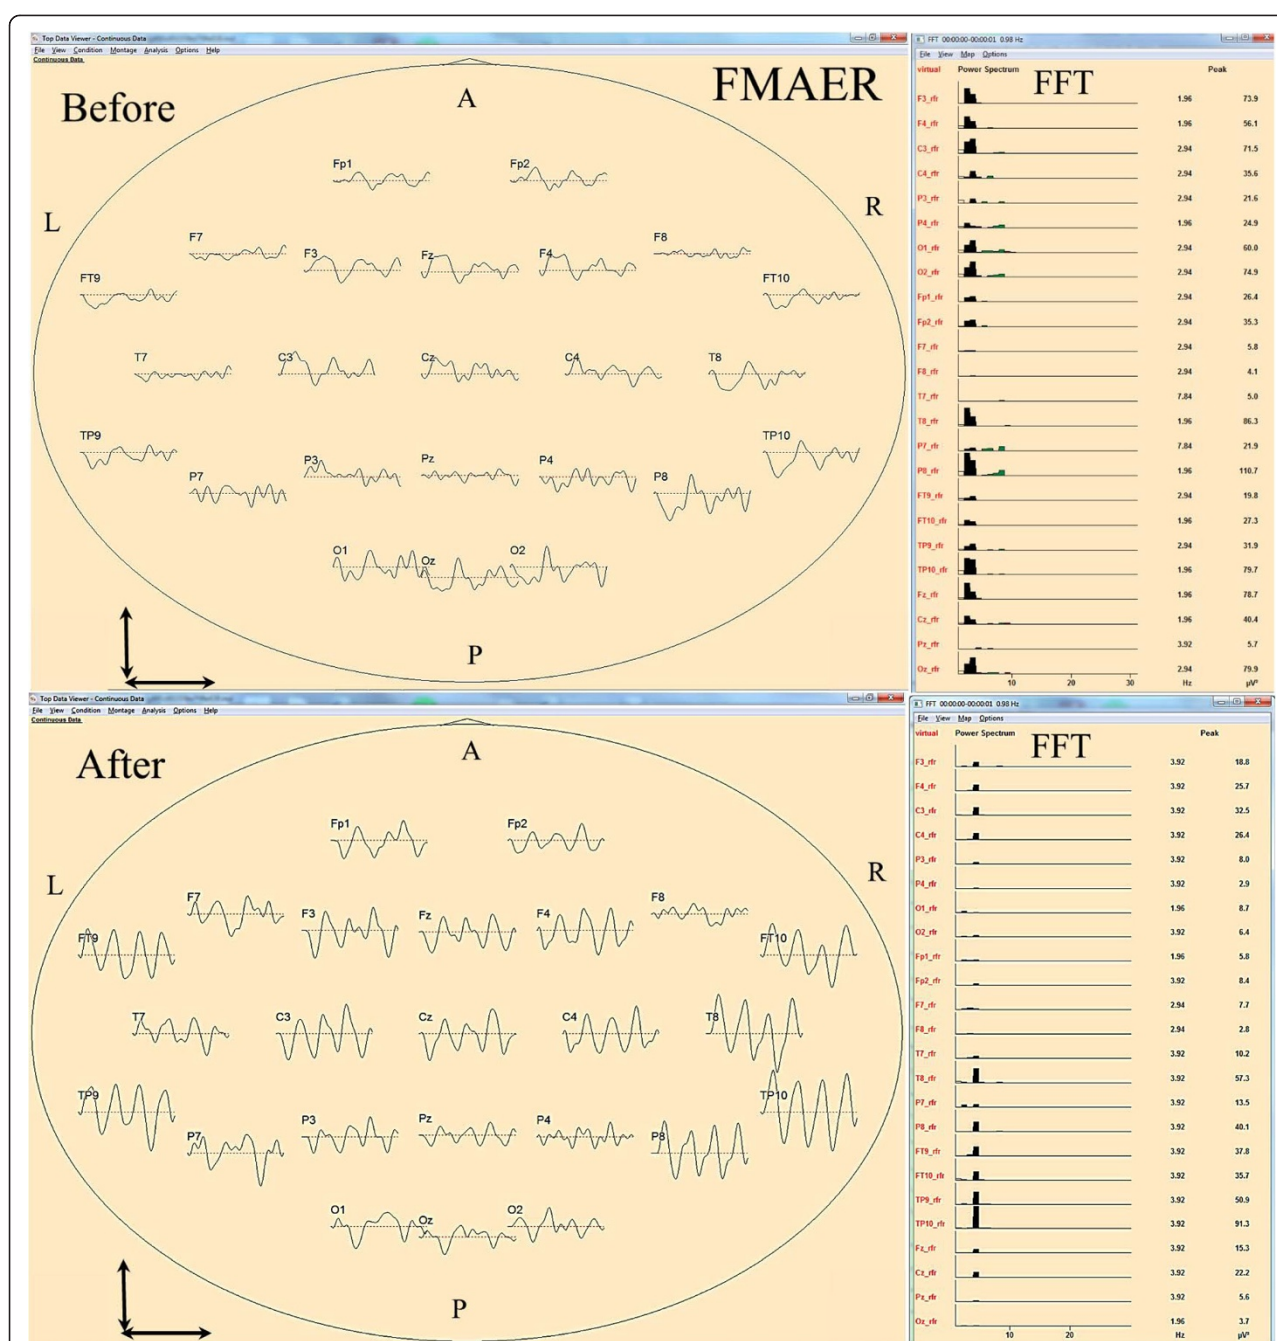 Top Data Viewer - Continuous Data
File View Condition Montage Analysis Options Help
Continuous Data
Before
FMAER
A
L
R
P
Fp1 Fp2
F7 F3 Fz F4 F8
FT9 FT10
T7 C3 Cz C4 T8
TP9 TP10
P7 P3 Pz P4 P8
O1 Oz O2
FFT 00:00:00-00:00:01 0.98 Hz
File View Map Options
virtual Power Spectrum Peak
FFT
F3_rfr 1.96 73.9
F4_rfr 1.96 56.1
C3_rfr 2.94 71.5
C4_rfr 2.94 35.6
P3_rfr 2.94 21.6
P4_rfr 1.96 24.9
O1_rfr 2.94 60.0
O2_rfr 2.94 74.9
Fp1_rfr 2.94 26.4
Fp2_rfr 2.94 35.3
F7_rfr 2.94 5.8
F8_rfr 2.94 4.1
T7_rfr 7.84 5.0
T8_rfr 1.96 86.3
P7_rfr 7.84 21.9
P8_rfr 1.96 110.7
FT9_rfr 2.94 19.8
FT10_rfr 1.96 27.3
TP9_rfr 2.94 31.9
TP10_rfr 1.96 79.7
Fz_rfr 1.96 78.7
Cz_rfr 1.96 40.4
Pz_rfr 3.92 5.7
Oz_rfr 2.94 79.9
10 20 30 Hz µV²
Top Data Viewer - Continuous Data
File View Condition Montage Analysis Options Help
Continuous Data
After
A
L
R
P
Fp1 Fp2
F7 F3 Fz F4 F8
FT9 FT10
T7 C3 Cz C4 T8
TP9 TP10
P7 P3 Pz P4 P8
O1 Oz O2
FFT 00:00:00-00:00:01 0.98 Hz
File View Map Options
virtual Power Spectrum Peak
FFT
F3_rfr 3.92 18.8
F4_rfr 3.92 25.7
C3_rfr 3.92 32.5
C4_rfr 3.92 26.4
P3_rfr 3.92 8.0
P4_rfr 3.92 2.9
O1_rfr 1.96 8.7
O2_rfr 3.92 6.4
Fp1_rfr 1.96 5.8
Fp2_rfr 3.92 8.4
F7_rfr 2.94 7.7
F8_rfr 2.94 2.8
T7_rfr 3.92 10.2
T8_rfr 3.92 57.3
P7_rfr 3.92 13.5
P8_rfr 3.92 40.1
FT9_rfr 3.92 37.8
FT10_rfr 3.92 35.7
TP9_rfr 3.92 50.9
TP10_rfr 3.92 91.3
Fz_rfr 3.92 15.3
Cz_rfr 3.92 22.2
Pz_rfr 3.92 5.6
Oz_rfr 1.96 3.7
10 20 Hz µV²